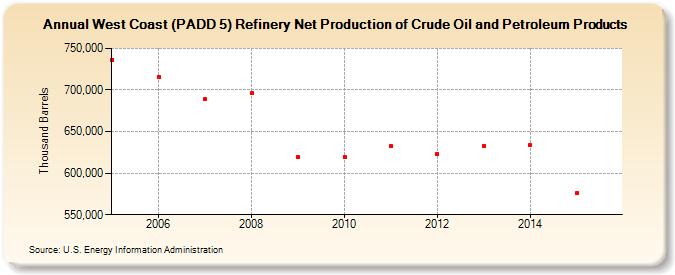 Annual West Coast (PADD 5) Refinery Net Production of Crude Oil and Petroleum Products
Thousand Barrels
750,000
700,000
650,000
600,000
550,000
2006 2008 2010 2012 2014
Source: U.S. Energy Information Administration